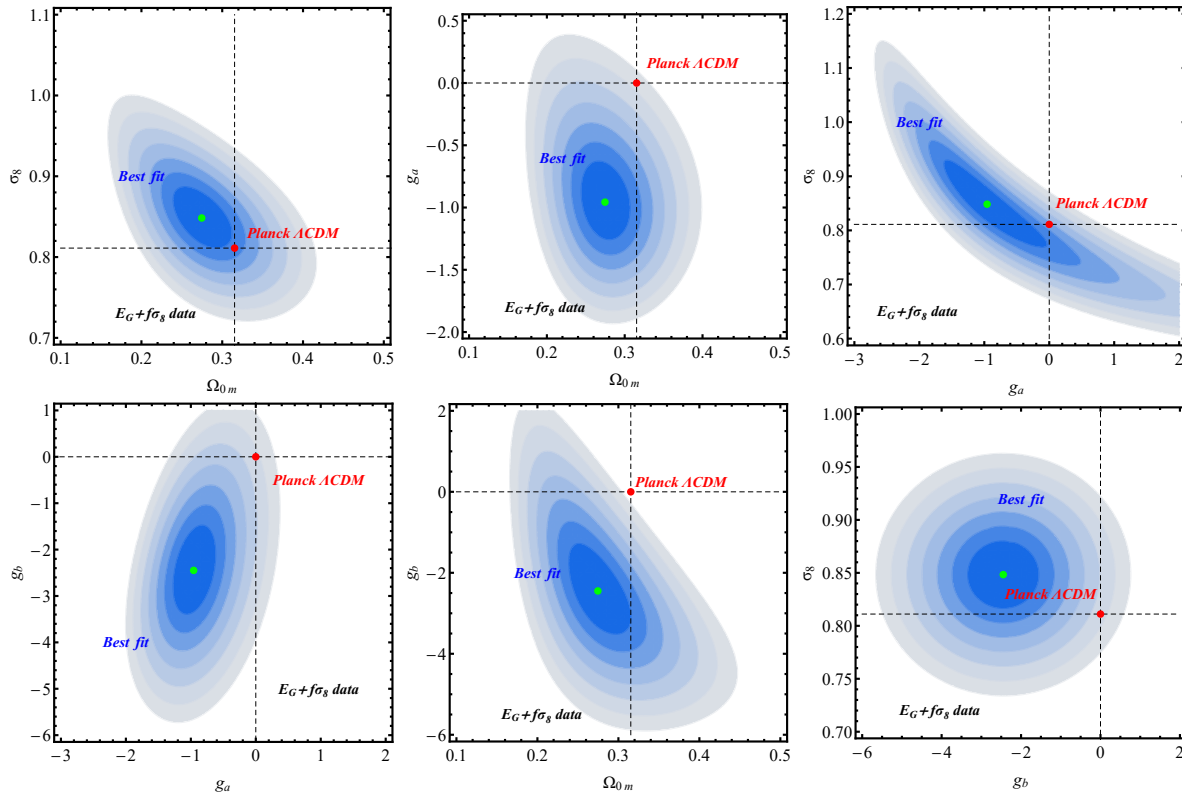 1.1
1.0
0.9
0.8
0.7
σ8
Best fit
Planck ΛCDM
EG+fσ8 data
0.1 0.2 0.3 0.4 0.5
Ω0 m
0.5
0.0
−0.5
−1.0
−1.5
−2.0
ga
Planck ΛCDM
Best fit
EG+fσ8 data
0.1 0.2 0.3 0.4 0.5
Ω0 m
1.2
1.1
1.0
0.9
0.8
0.7
0.6
σ8
Best fit
Planck ΛCDM
EG+fσ8 data
−3 −2 −1 0 1 2
ga
1
0
−1
−2
−3
−4
−5
−6
gb
Planck ΛCDM
Best fit
EG+fσ8 data
−3 −2 −1 0 1 2
ga
2
0
−2
−4
−6
gb
Planck ΛCDM
Best fit
EG+fσ8 data
0.1 0.2 0.3 0.4 0.5
Ω0 m
1.00
0.95
0.90
0.85
0.80
0.75
0.70
σ8
Best fit
Planck ΛCDM
EG+fσ8 data
−6 −4 −2 0 2
gb